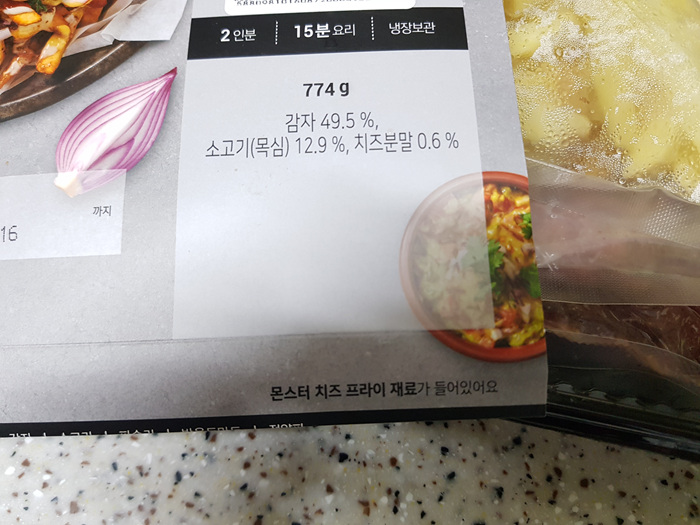 2인분 15분 요리 냉장보관
774 g
감자 49.5 %,
소고기(목심) 12.9 %, 치즈분말 0.6 %
까지
16
몬스터 치즈 프라이 재료가 들어있어요